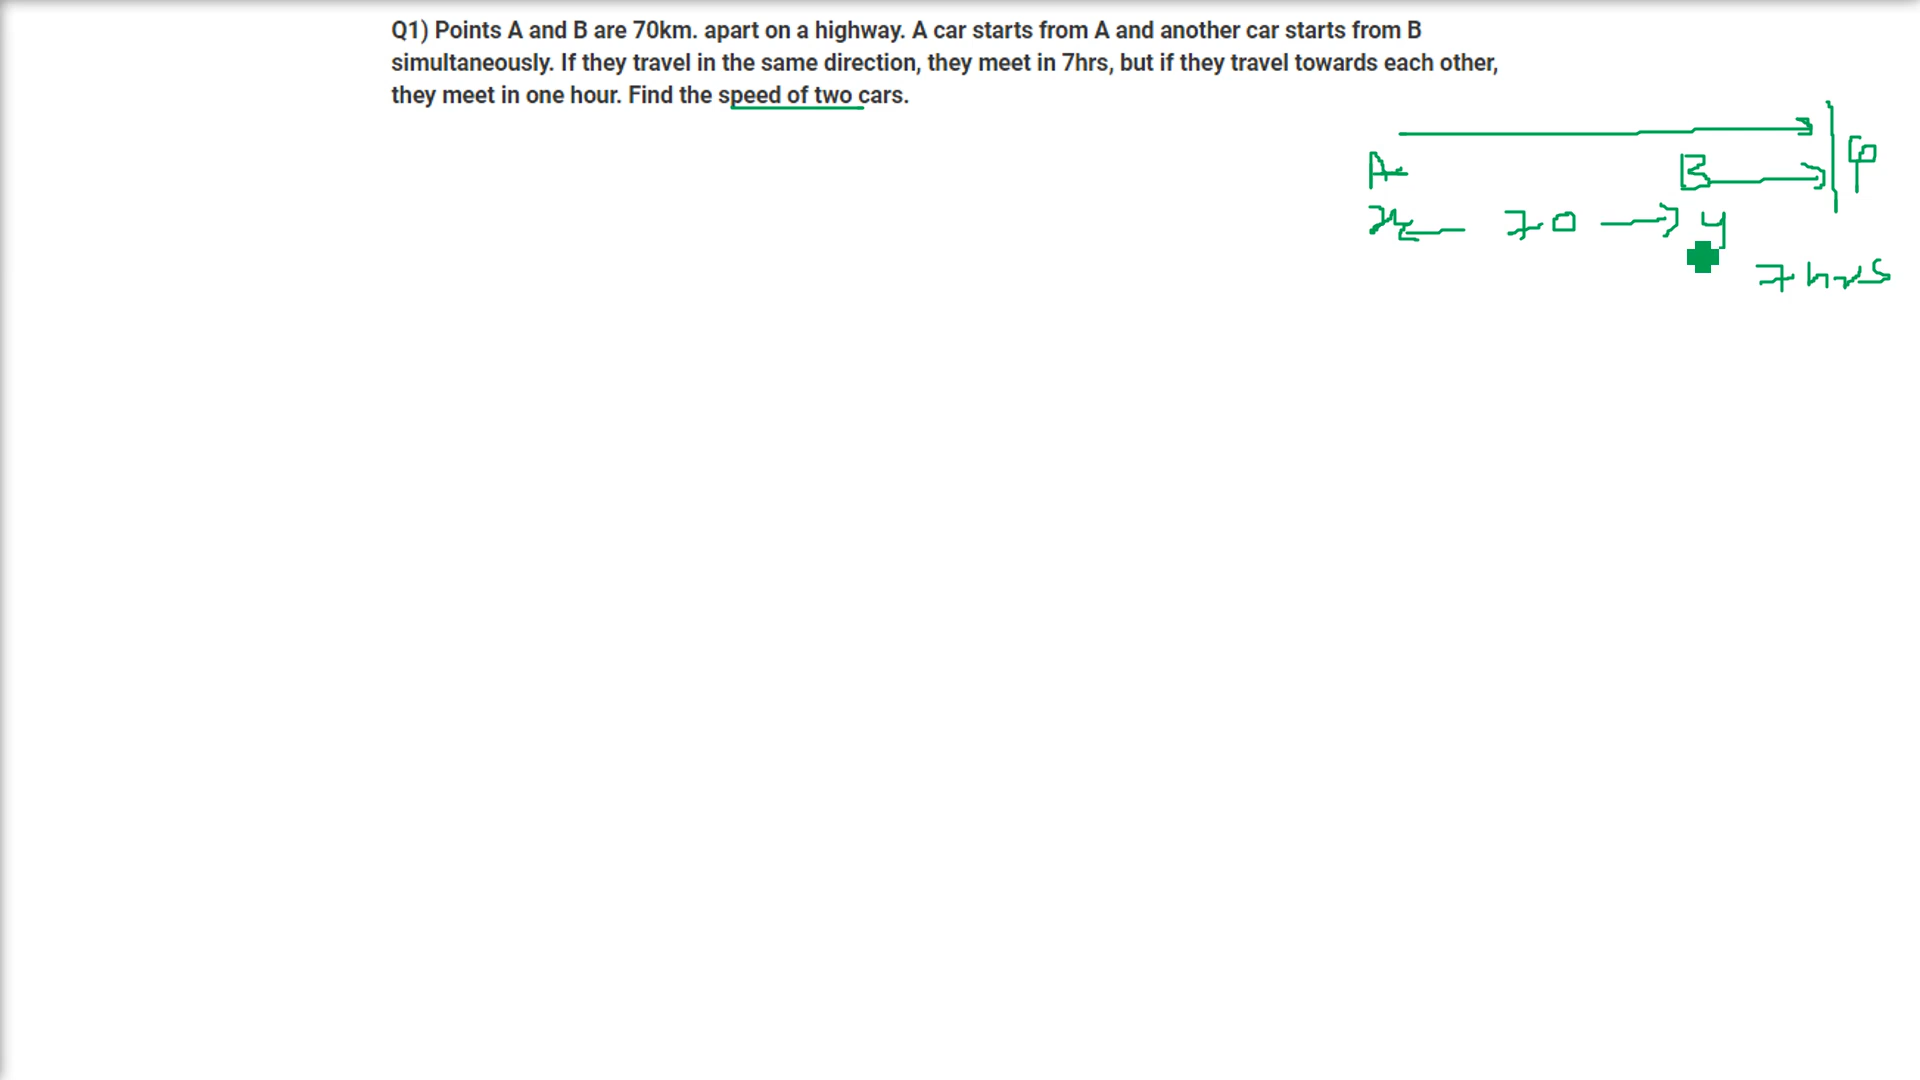 Q1) Points A and B are 70km. apart on a highway. A car starts from A and another car starts from B
simultaneously. If they travel in the same direction, they meet in 7hrs, but if they travel towards each other,
they meet in one hour. Find the speed of two cars.
A B P
x 70 y
7hrs